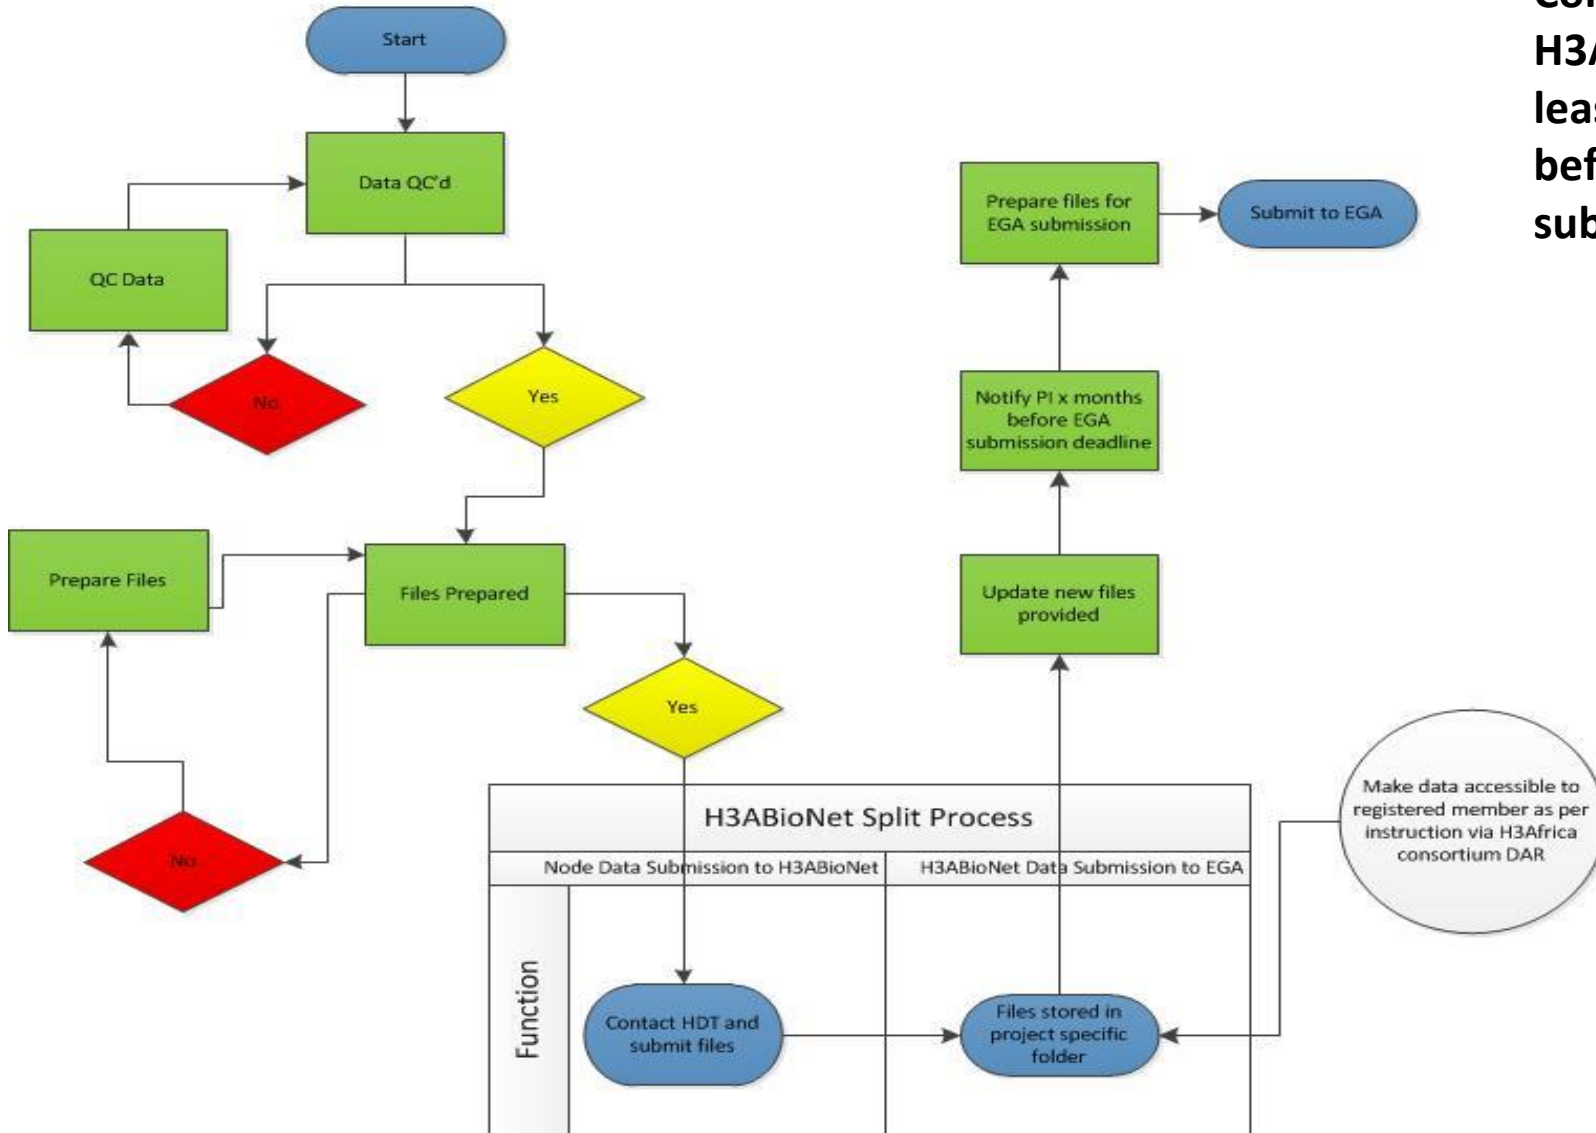 Start
Data QC'd
QC Data
No
Yes
Prepare Files
Files Prepared
No
Yes
Prepare files for
EGA submission
Submit to EGA
Notify PI x months
before EGA
submission deadline
Update new files
provided
H3ABioNet Split Process
Node Data Submission to H3ABioNet
H3ABioNet Data Submission to EGA
Function
Contact HDT and
submit files
Files stored in
project specific
folder
Make data accessible to
registered member as per
instruction via H3Africa
consortium DAR